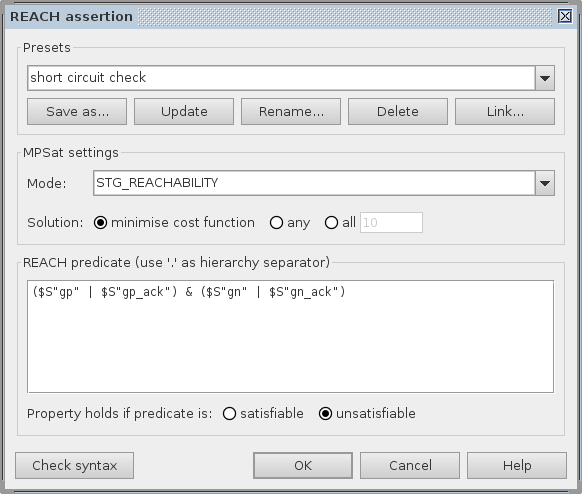 REACH assertion
Presets
short circuit check
Save as... Update Rename... Delete Link...
MPSat settings
Mode: STG_REACHABILITY
Solution: minimise cost function any all 10
REACH predicate (use '.' as hierarchy separator)
($S"gp" | $S"gp_ack") & ($S"gn" | $S"gn_ack")
Property holds if predicate is: satisfiable unsatisfiable
Check syntax OK Cancel Help